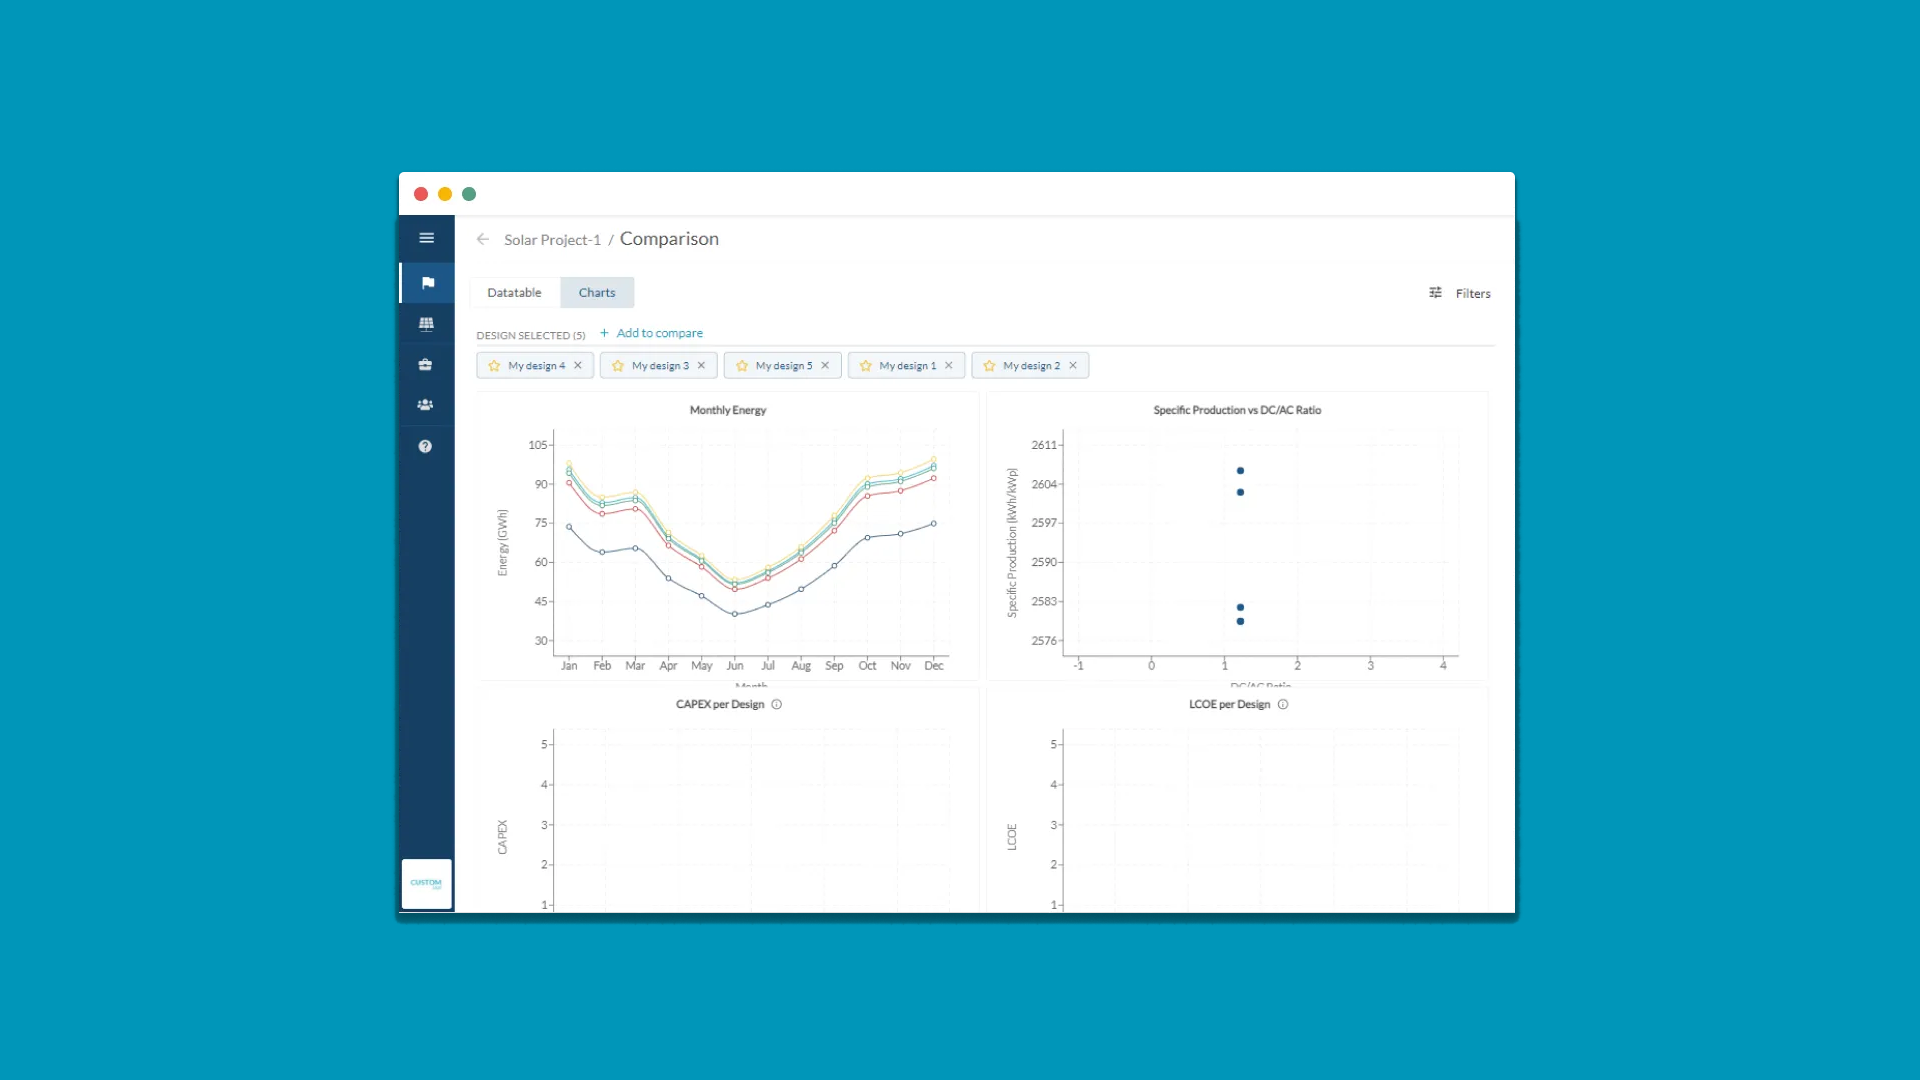 Solar Project-1 / Comparison
Datatable
Charts
Filters
DESIGN SELECTED (5)
+ Add to compare
My design 4
My design 3
My design 5
My design 1
My design 2
Monthly Energy
Energy (GWh)
105
90
75
60
45
30
Jan Feb Mar Apr May Jun Jul Aug Sep Oct Nov Dec
Month
Specific Production vs DC/AC Ratio
Specific Production (kWh/kWp)
2611
2604
2597
2590
2583
2576
-1 0 1 2 3 4
DC/AC Ratio
CAPEX per Design
CAPEX
5
4
3
2
1
LCOE per Design
LCOE
5
4
3
2
1
CUSTOM